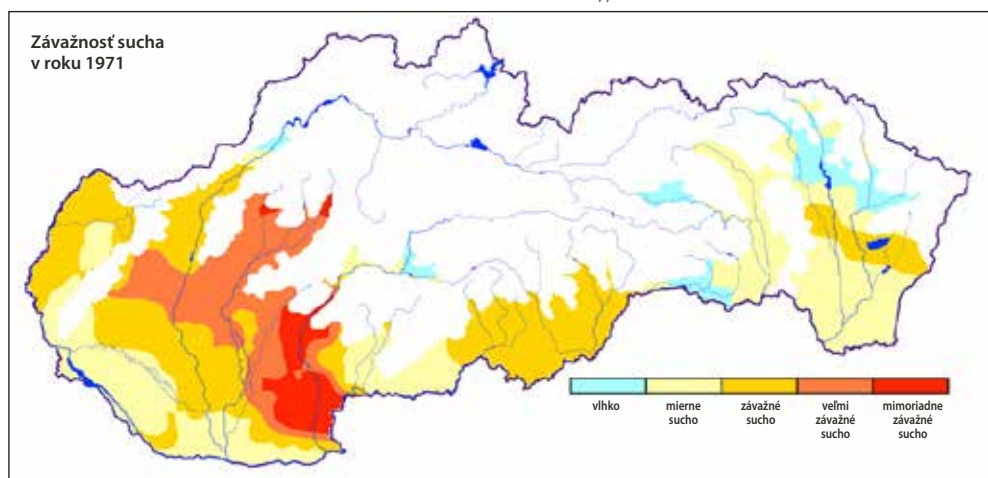 Závažnosť sucha
v roku 1971
vlhko
mierne
sucho
závažné
sucho
veľmi
závažné
sucho
mimoriadne
závažné
sucho